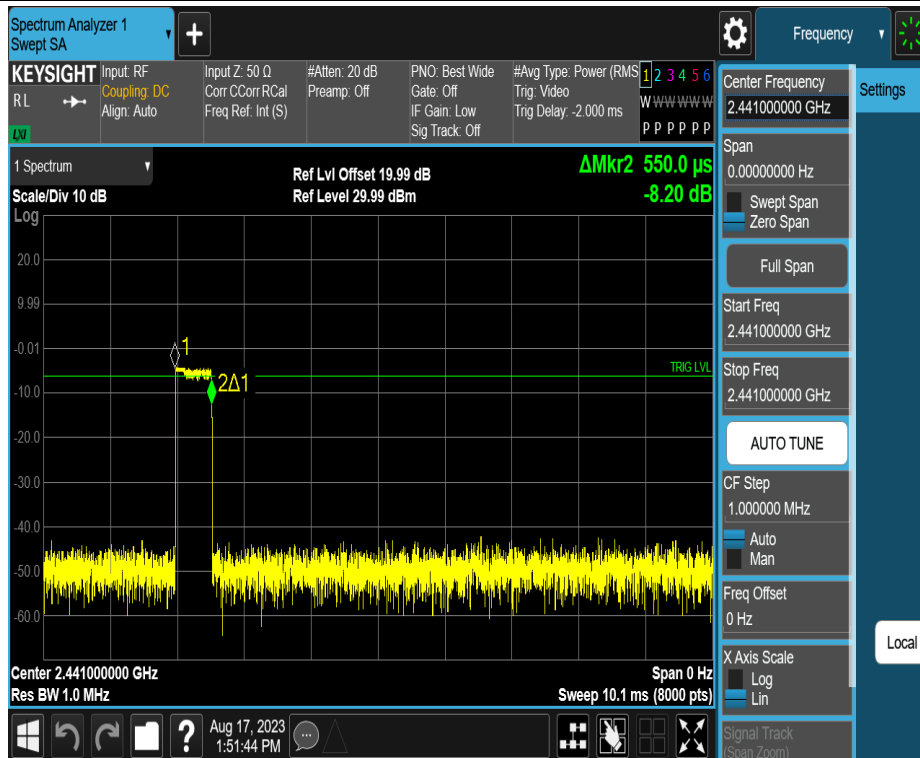 Spectrum Analyzer 1
Swept SA
+
Frequency
KEYSIGHT
R L
LXI
Input: RF
Coupling: DC
Align: Auto
Input Z: 50 Ω
Corr CCorr RCal
Freq Ref: Int (S)
#Atten: 20 dB
Preamp: Off
PNO: Best Wide
Gate: Off
IF Gain: Low
Sig Track: Off
#Avg Type: Power (RMS
Trig: Video
Trig Delay: -2.000 ms
1 2 3 4 5 6
W W W W W W
P P P P P P
1 Spectrum
Scale/Div 10 dB
Log
Ref Lvl Offset 19.99 dB
Ref Level 29.99 dBm
ΔMkr2 550.0 µs
-8.20 dB
20.0
9.99
-0.01
-10.0
-20.0
-30.0
-40.0
-50.0
-60.0
1
2Δ1
TRIG LVL
Center 2.441000000 GHz
Res BW 1.0 MHz
Span 0 Hz
Sweep 10.1 ms (8000 pts)
Aug 17, 2023
1:51:44 PM
?
Center Frequency
2.441000000 GHz
Span
0.00000000 Hz
Swept Span
Zero Span
Full Span
Start Freq
2.441000000 GHz
Stop Freq
2.441000000 GHz
AUTO TUNE
CF Step
1.000000 MHz
Auto
Man
Freq Offset
0 Hz
X Axis Scale
Log
Lin
Signal Track
(Span Zoom)
Settings
Local